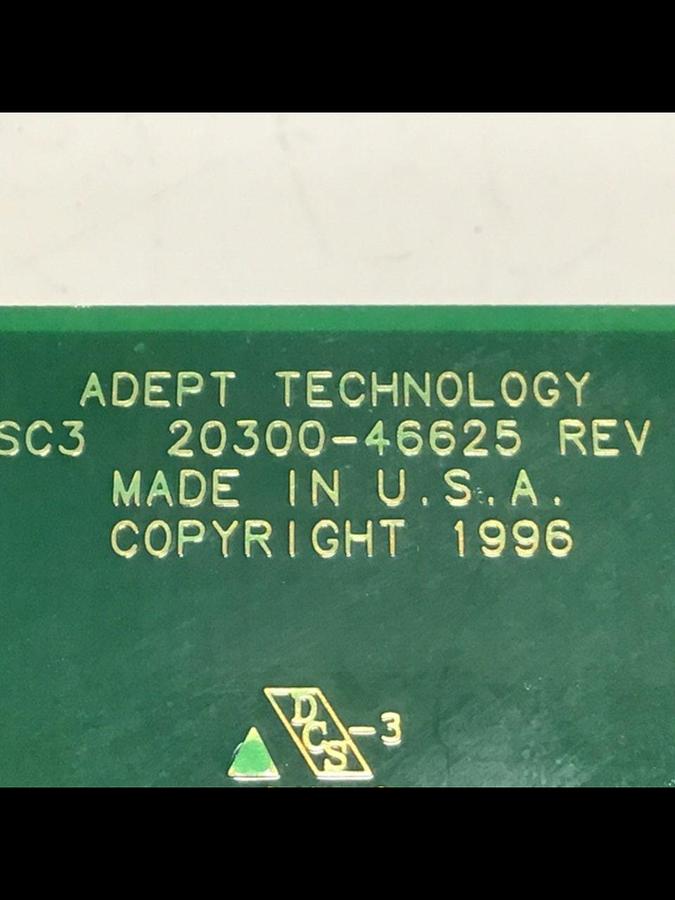 ADEPT TECHNOLOGY
SC3 20300-46625 REV
MADE IN U.S.A.
COPYRIGHT 1996
DCS-3